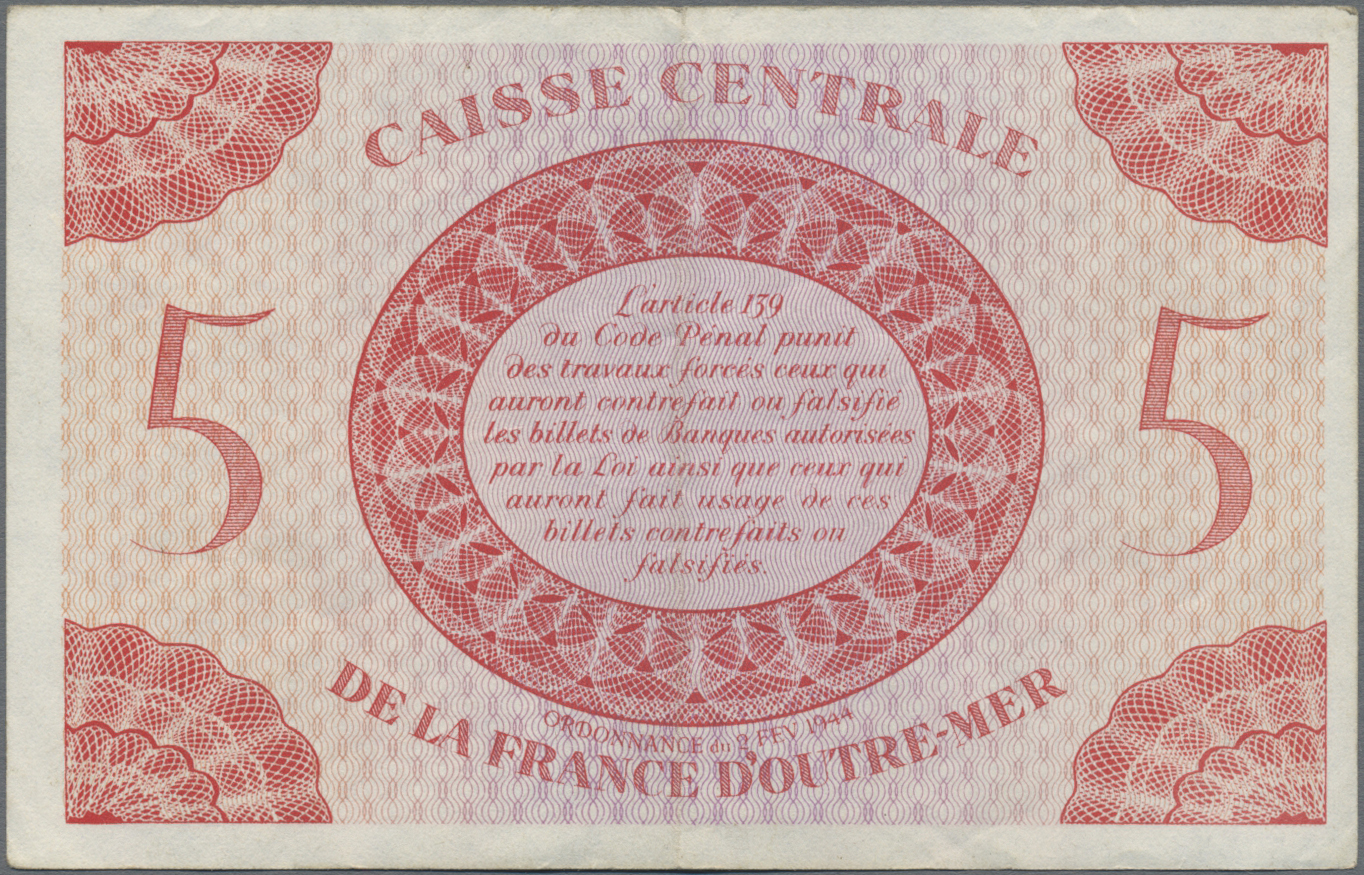 CAISSE CENTRALE
5
L'article 139
du Code Pénal punit
des travaux forcés ceux qui
auront contrefait ou falsifié
les billets de Banques autorisées
par la Loi ainsi que ceux qui
auront fait usage de ces
billets contrefaits ou
falsifiés.
5
ORDONNANCE du 2 FEV 1944
DE LA FRANCE D'OUTRE-MER